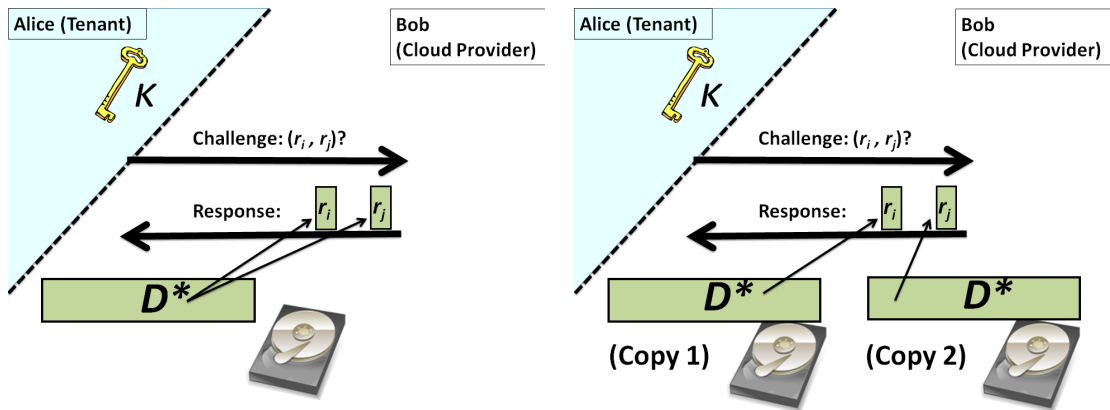 Alice (Tenant)
Bob
(Cloud Provider)
K
Challenge: (ri , rj)?
Response:
ri
rj
D*
Alice (Tenant)
Bob
(Cloud Provider)
K
Challenge: (ri , rj)?
Response:
ri
rj
D*
D*
(Copy 1)
(Copy 2)